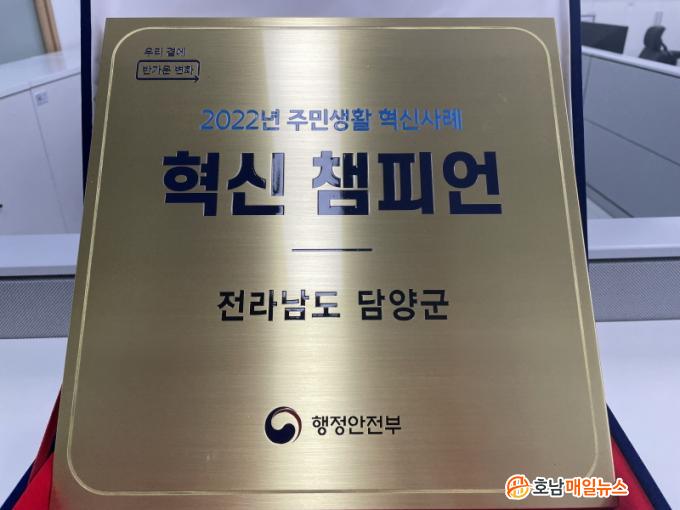 우리 곁에
반가운 변화
2022년 주민생활 혁신사례
혁신 챔피언
전라남도 담양군
행정안전부
호남매일뉴스